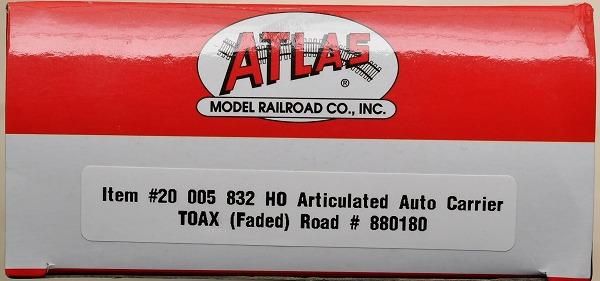 ATLAS
®
MODEL RAILROAD CO., INC.
Item #20 005 832 HO Articulated Auto Carrier
TOAX (Faded) Road # 880180